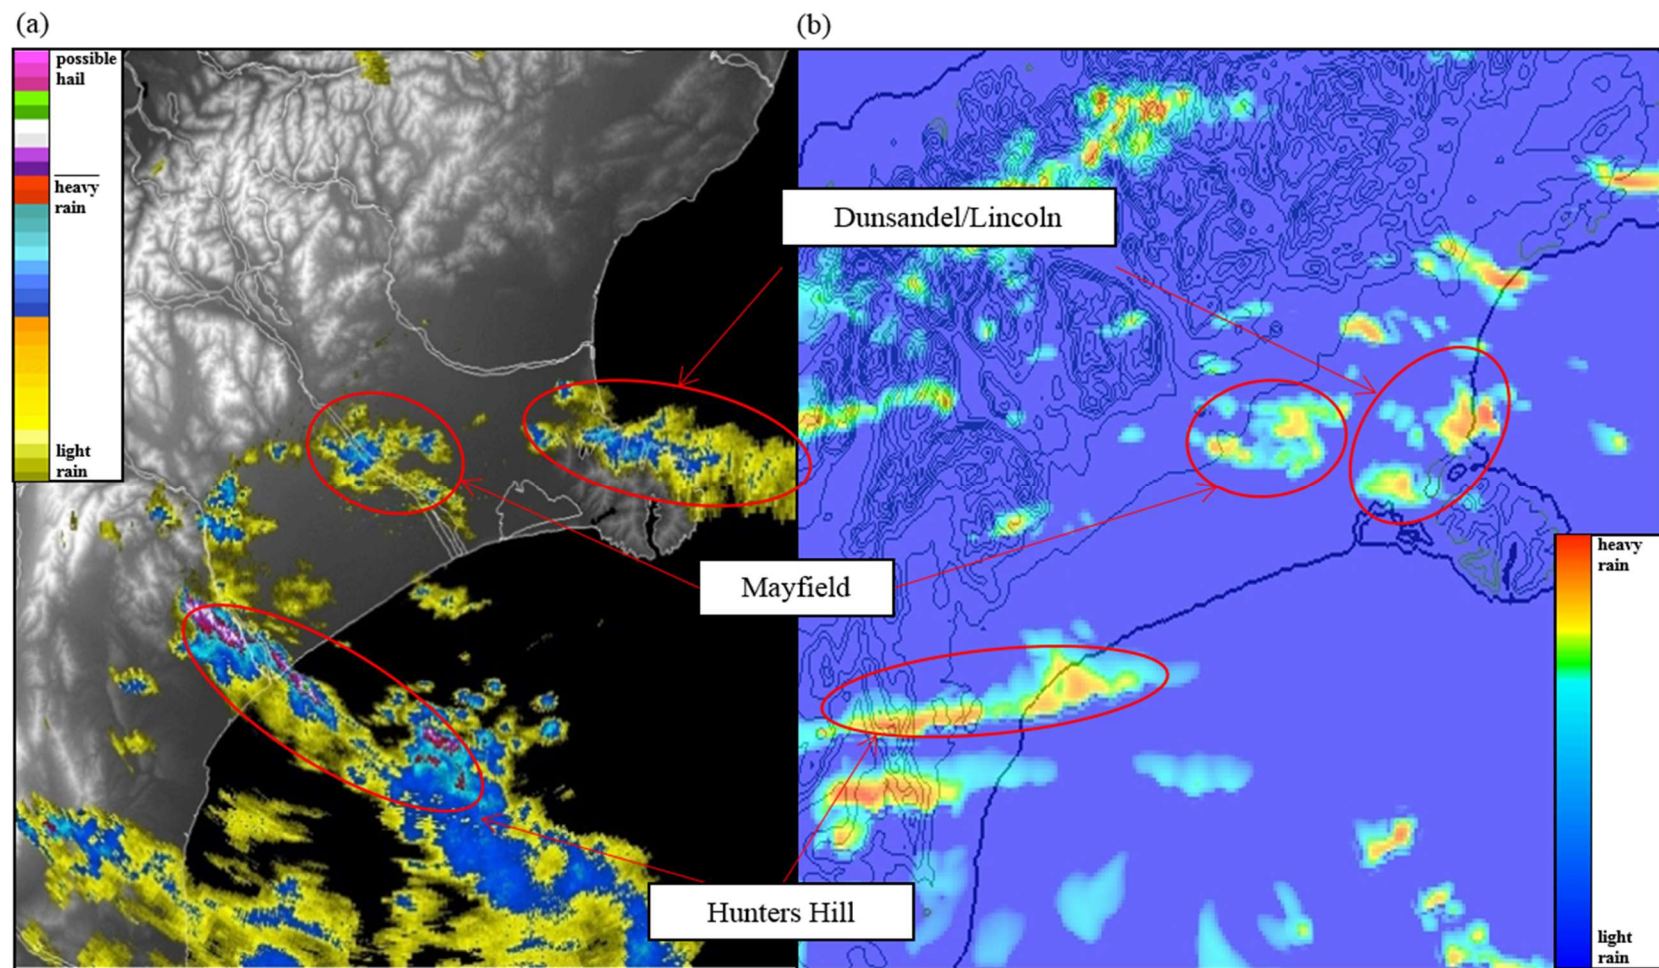 (a)
(b)
possible
hail
heavy
rain
light
rain
Dunsandel/Lincoln
Mayfield
Hunters Hill
heavy
rain
light
rain